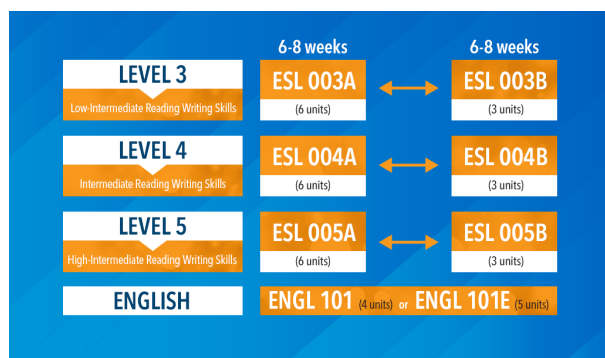 6-8 weeks 6-8 weeks
LEVEL 3 ESL 003A ESL 003B
Low-Intermediate Reading Writing Skills (6 units) (3 units)
LEVEL 4 ESL 004A ESL 004B
Intermediate Reading Writing Skills (6 units) (3 units)
LEVEL 5 ESL 005A ESL 005B
High-Intermediate Reading Writing Skills (6 units) (3 units)
ENGLISH ENGL 101 (4 units) or ENGL 101E (5 units)